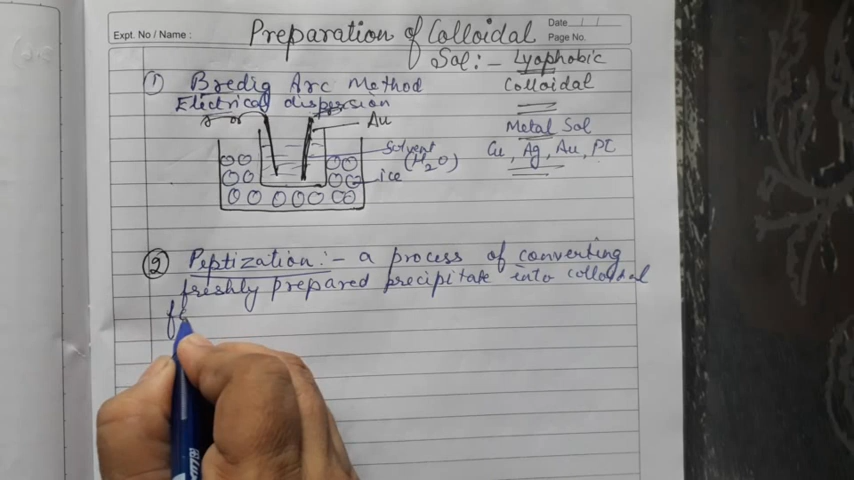 Expt. No / Name :
Preparation of Colloidal
Date / /
Page No.
Sol:- Lyophobic
Colloidal
① Bredig Arc Method
Electrical dispersion
Au
Metal Sol
Cu, Ag, Au, Pt
Solvent
(H2O)
ice
② Peptization:- a process of converting
freshly prepared precipitate into colloidal